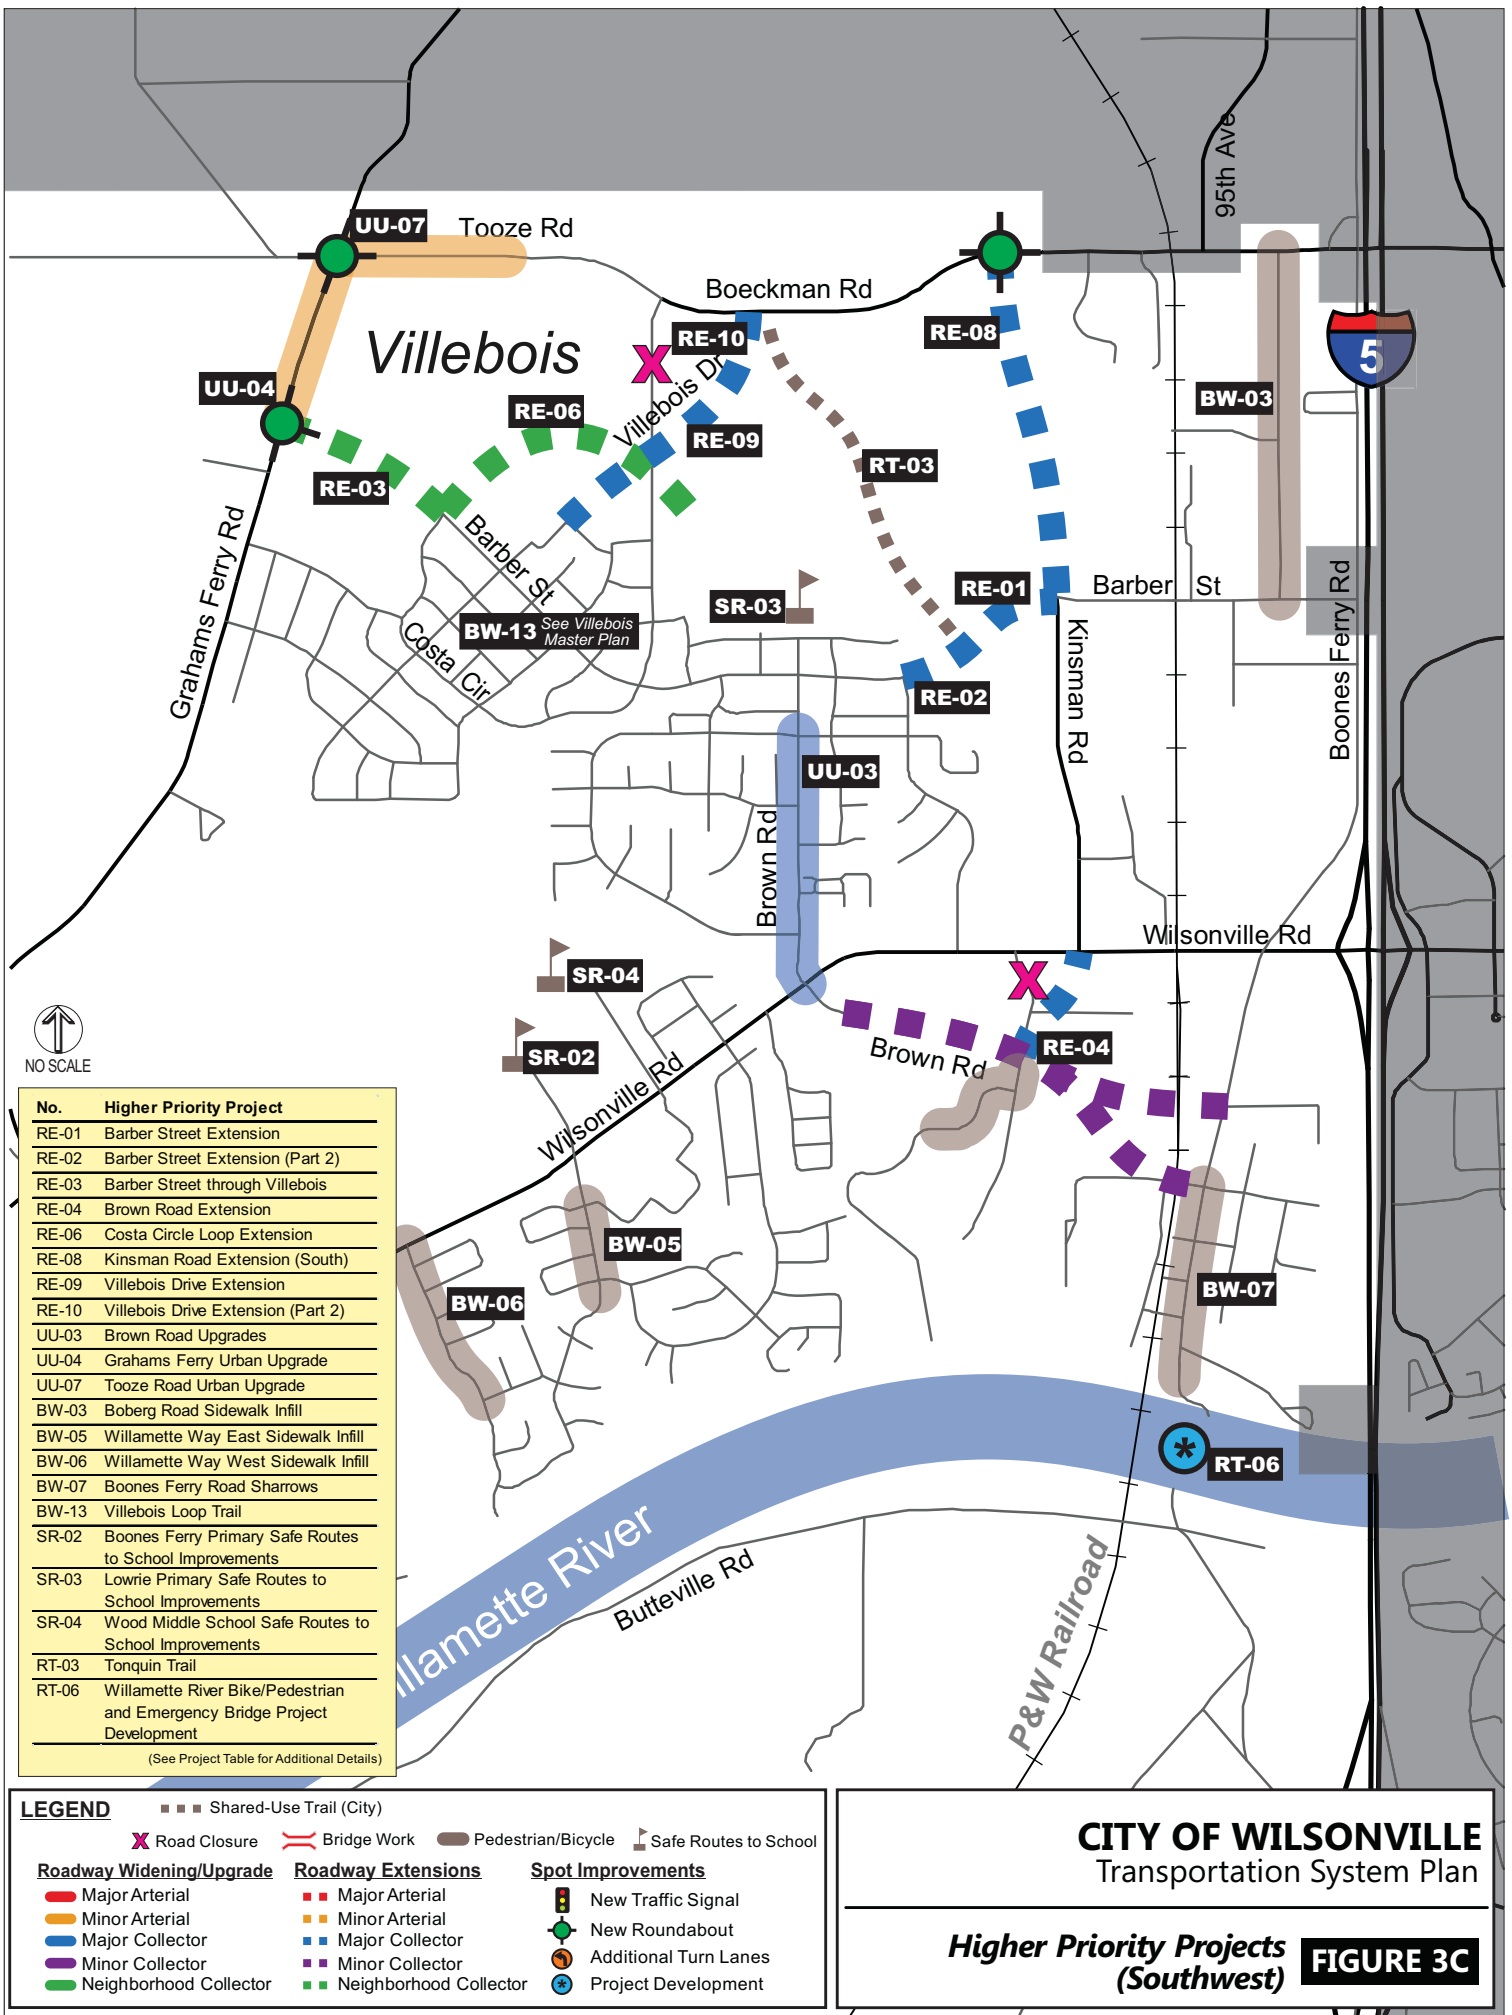 95th Ave
UU-07
Tooze Rd
Boeckman Rd
RE-10
RE-08
Villebois
5
UU-04
RE-06
Villebois Dr
BW-03
RE-09
RE-03
RT-03
Grahams Ferry Rd
Barber St
RE-01
Barber St
SR-03
BW-13 See Villebois
Master Plan
Costa Cir
RE-02
Kinsman Rd
Boones Ferry Rd
UU-03
Brown Rd
Wilsonville Rd
SR-04
SR-02
Brown Rd
RE-04
Wilsonville Rd
NO SCALE
BW-05
BW-06
BW-07
RT-06
illamette River
Butteville Rd
P&W Railroad
No. Higher Priority Project
RE-01 Barber Street Extension
RE-02 Barber Street Extension (Part 2)
RE-03 Barber Street through Villebois
RE-04 Brown Road Extension
RE-06 Costa Circle Loop Extension
RE-08 Kinsman Road Extension (South)
RE-09 Villebois Drive Extension
RE-10 Villebois Drive Extension (Part 2)
UU-03 Brown Road Upgrades
UU-04 Grahams Ferry Urban Upgrade
UU-07 Tooze Road Urban Upgrade
BW-03 Boberg Road Sidewalk Infill
BW-05 Willamette Way East Sidewalk Infill
BW-06 Willamette Way West Sidewalk Infill
BW-07 Boones Ferry Road Sharrows
BW-13 Villebois Loop Trail
SR-02 Boones Ferry Primary Safe Routes
to School Improvements
SR-03 Lowrie Primary Safe Routes to
School Improvements
SR-04 Wood Middle School Safe Routes to
School Improvements
RT-03 Tonquin Trail
RT-06 Willamette River Bike/Pedestrian
and Emergency Bridge Project
Development
(See Project Table for Additional Details)
LEGEND
Shared-Use Trail (City)
X Road Closure
Bridge Work
Pedestrian/Bicycle
Safe Routes to School
Roadway Widening/Upgrade
Major Arterial
Minor Arterial
Major Collector
Minor Collector
Neighborhood Collector
Roadway Extensions
Major Arterial
Minor Arterial
Major Collector
Minor Collector
Neighborhood Collector
Spot Improvements
New Traffic Signal
New Roundabout
Additional Turn Lanes
Project Development
CITY OF WILSONVILLE
Transportation System Plan
Higher Priority Projects
(Southwest)
FIGURE 3C